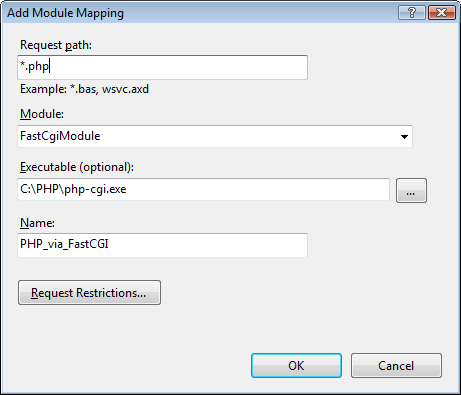 Add Module Mapping
Request path:
*.php
Example: *.bas, wsvc.axd
Module:
FastCgiModule
Executable (optional):
C:\PHP\php-cgi.exe
...
Name:
PHP_via_FastCGI
Request Restrictions...
OK Cancel